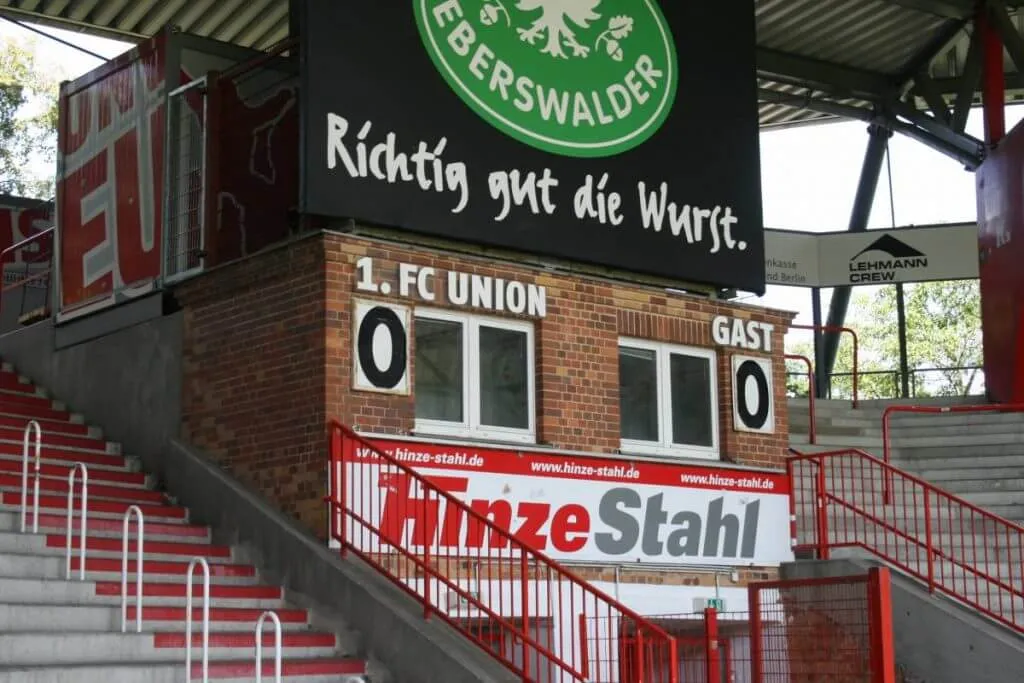 EBERSWALDER
Richtig gut die Wurst.
1. FC UNION
GAST
0
0
nkasse
nd Berlin
LEHMANN
CREW
www.hinze-stahl.de
www.hinze-stahl.de
www.hinze-stahl.de
HinzeStahl